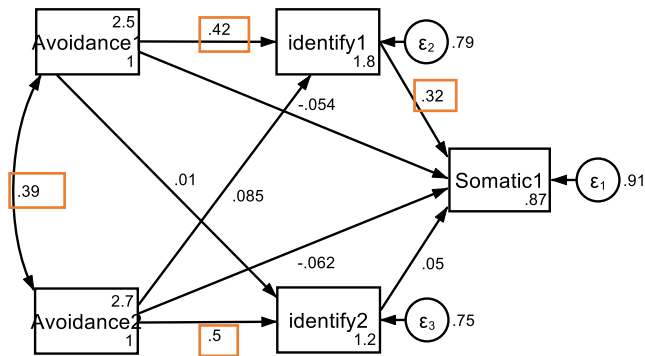 2.5
Avoidance1
1
.42
identify1
1.8
ε2
.79
-.054
.32
.39
.01
.085
Somatic1
.87
ε1
.91
-.062
.05
2.7
Avoidance2
1
.5
identify2
1.2
ε3
.75